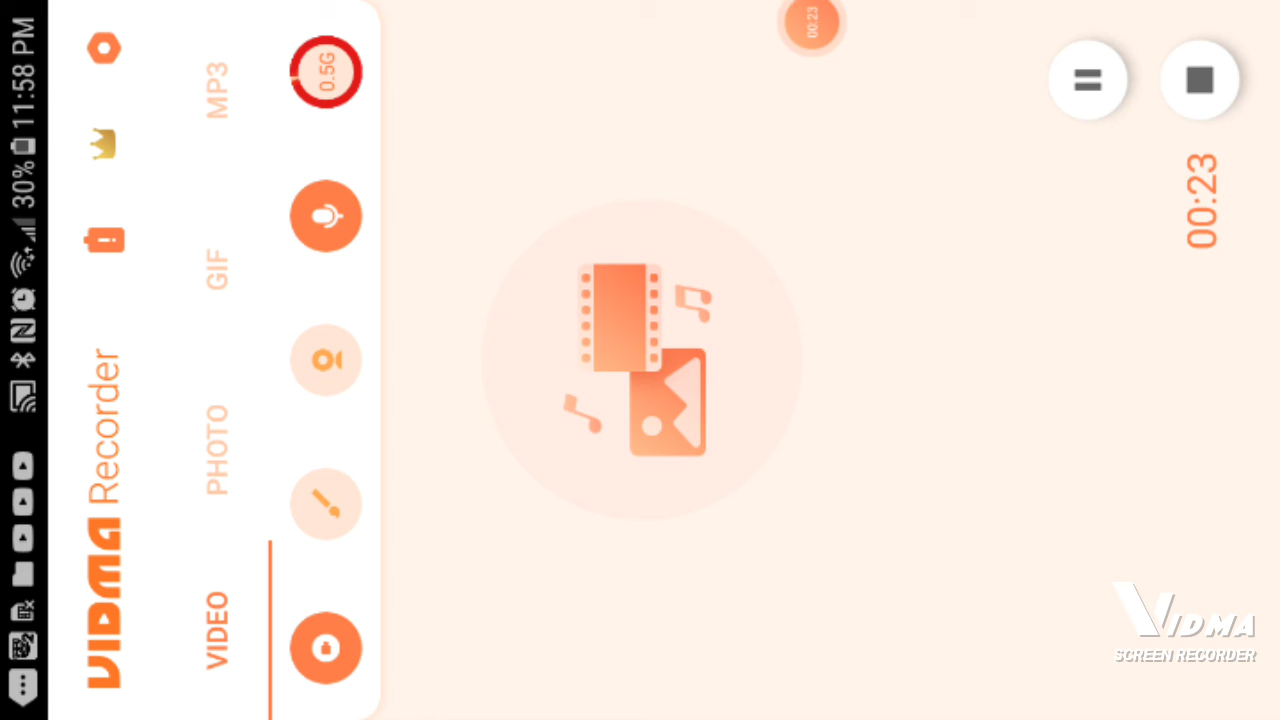 30% 11:58 PM
VIDMA Recorder
VIDEO
PHOTO
GIF
MP3
0.5G
00:23
00:23
VIDMA
SCREEN RECORDER